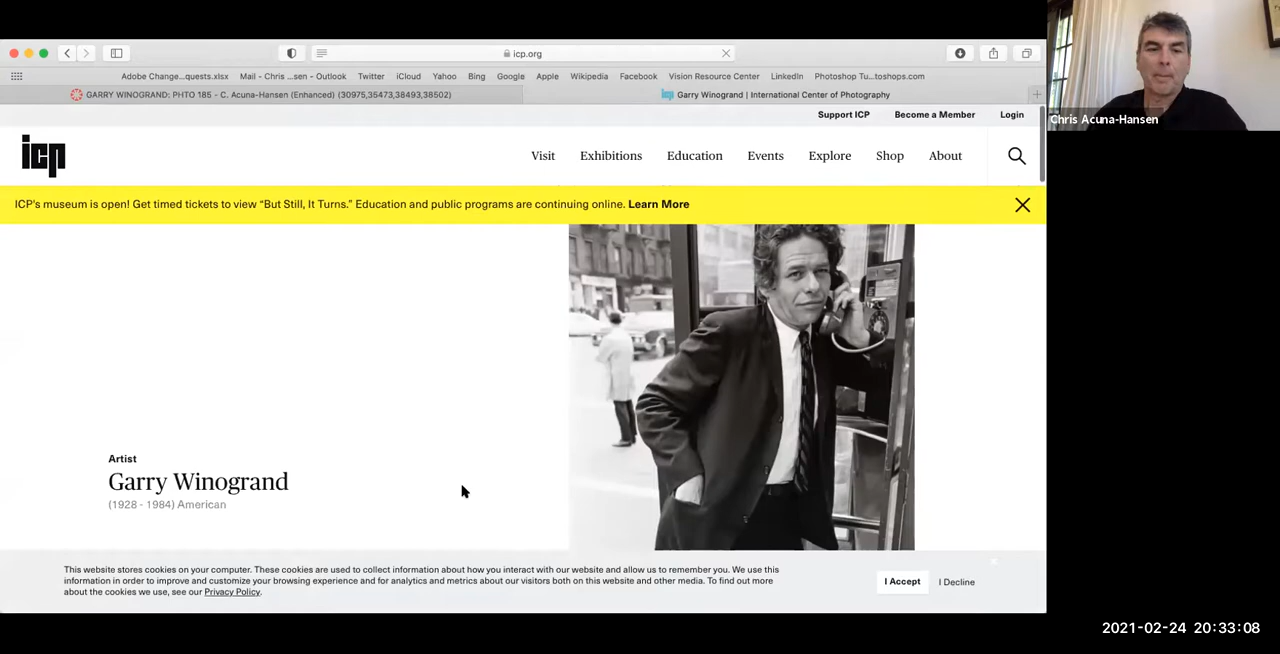 icp.org
Adobe Change...quests.xlsx Mail - Chris ...sen - Outlook Twitter iCloud Yahoo Bing Google Apple Wikipedia Facebook Vision Resource Center LinkedIn Photoshop Tu...toshops.com
GARRY WINOGRAND: PHTO 185 - C. Acuna-Hansen (Enhanced) (30975,35473,38493,38502) Garry Winogrand | International Center of Photography
Support ICP Become a Member Login
icp Visit Exhibitions Education Events Explore Shop About
ICP's museum is open! Get timed tickets to view “But Still, It Turns.” Education and public programs are continuing online. Learn More
Artist
Garry Winogrand
(1928 - 1984) American
This website stores cookies on your computer. These cookies are used to collect information about how you interact with our website and allow us to remember you. We use this
information in order to improve and customize your browsing experience and for analytics and metrics about our visitors both on this website and other media. To find out more
about the cookies we use, see our Privacy Policy.
I Accept I Decline
Chris Acuna-Hansen
2021-02-24 20:33:08